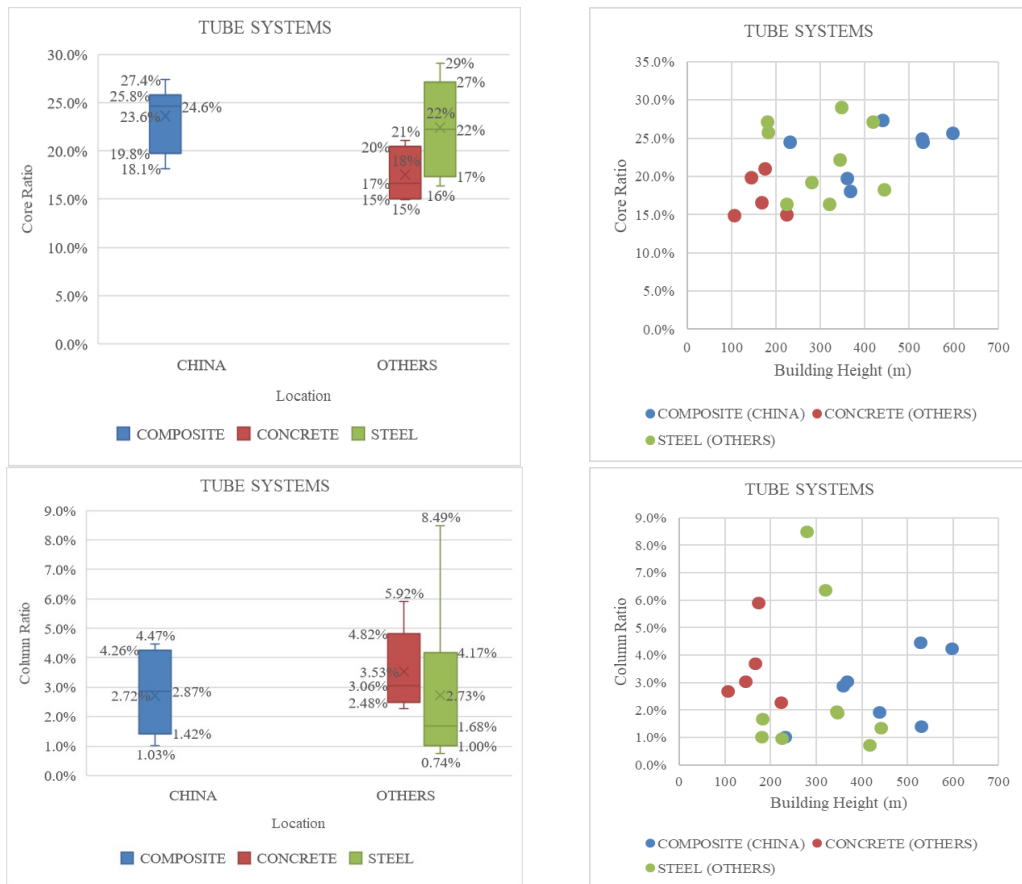 TUBE SYSTEMS
30.0%
25.0%
20.0%
15.0%
10.0%
5.0%
0.0%
Core Ratio
27.4%
25.8%
24.6%
23.6%
19.8%
18.1%
21%
20%
18%
17%
15%
15%
29%
27%
22%
22%
17%
16%
CHINA
OTHERS
Location
COMPOSITE CONCRETE STEEL
TUBE SYSTEMS
35.0%
30.0%
25.0%
20.0%
15.0%
10.0%
5.0%
0.0%
Core Ratio
0 100 200 300 400 500 600 700
Building Height (m)
COMPOSITE (CHINA) CONCRETE (OTHERS)
STEEL (OTHERS)
TUBE SYSTEMS
9.0%
8.0%
7.0%
6.0%
5.0%
4.0%
3.0%
2.0%
1.0%
0.0%
Column Ratio
4.47%
4.26%
2.72%
2.87%
1.42%
1.03%
5.92%
4.82%
3.53%
3.06%
2.48%
8.49%
4.17%
2.73%
1.68%
1.00%
0.74%
CHINA
OTHERS
Location
COMPOSITE CONCRETE STEEL
TUBE SYSTEMS
9.0%
8.0%
7.0%
6.0%
5.0%
4.0%
3.0%
2.0%
1.0%
0.0%
Column Ratio
0 100 200 300 400 500 600 700
Building Height (m)
COMPOSITE (CHINA) CONCRETE (OTHERS)
STEEL (OTHERS)